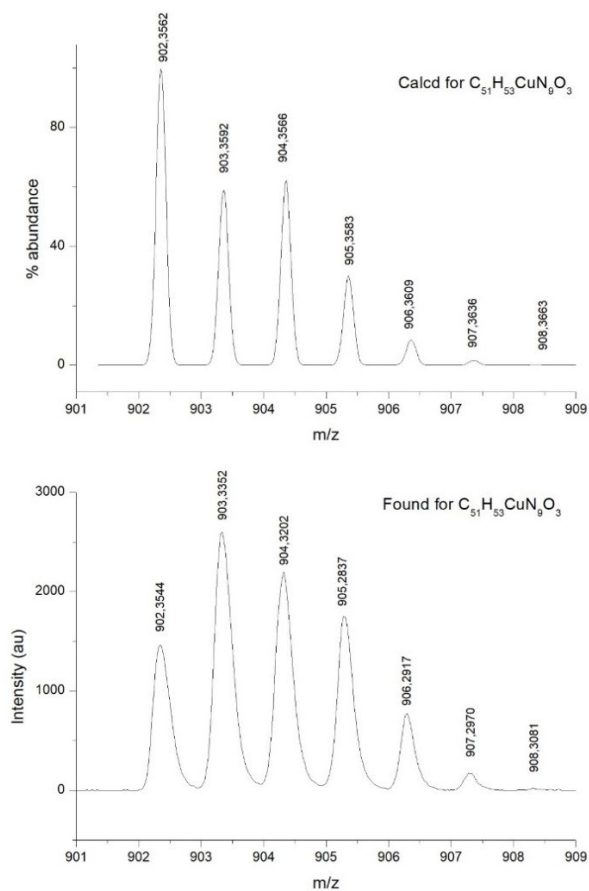 902,3562
903,3592
904,3566
905,3583
906,3609
907,3636
908,3663
Calcd for C₅₁H₅₃CuN₉O₃
% abundance
80
40
0
901 902 903 904 905 906 907 908 909
m/z
902,3544
903,3352
904,3202
905,2837
906,2917
907,2970
908,3081
Found for C₅₁H₅₃CuN₉O₃
Intensity (au)
3000
2000
1000
0
901 902 903 904 905 906 907 908 909
m/z